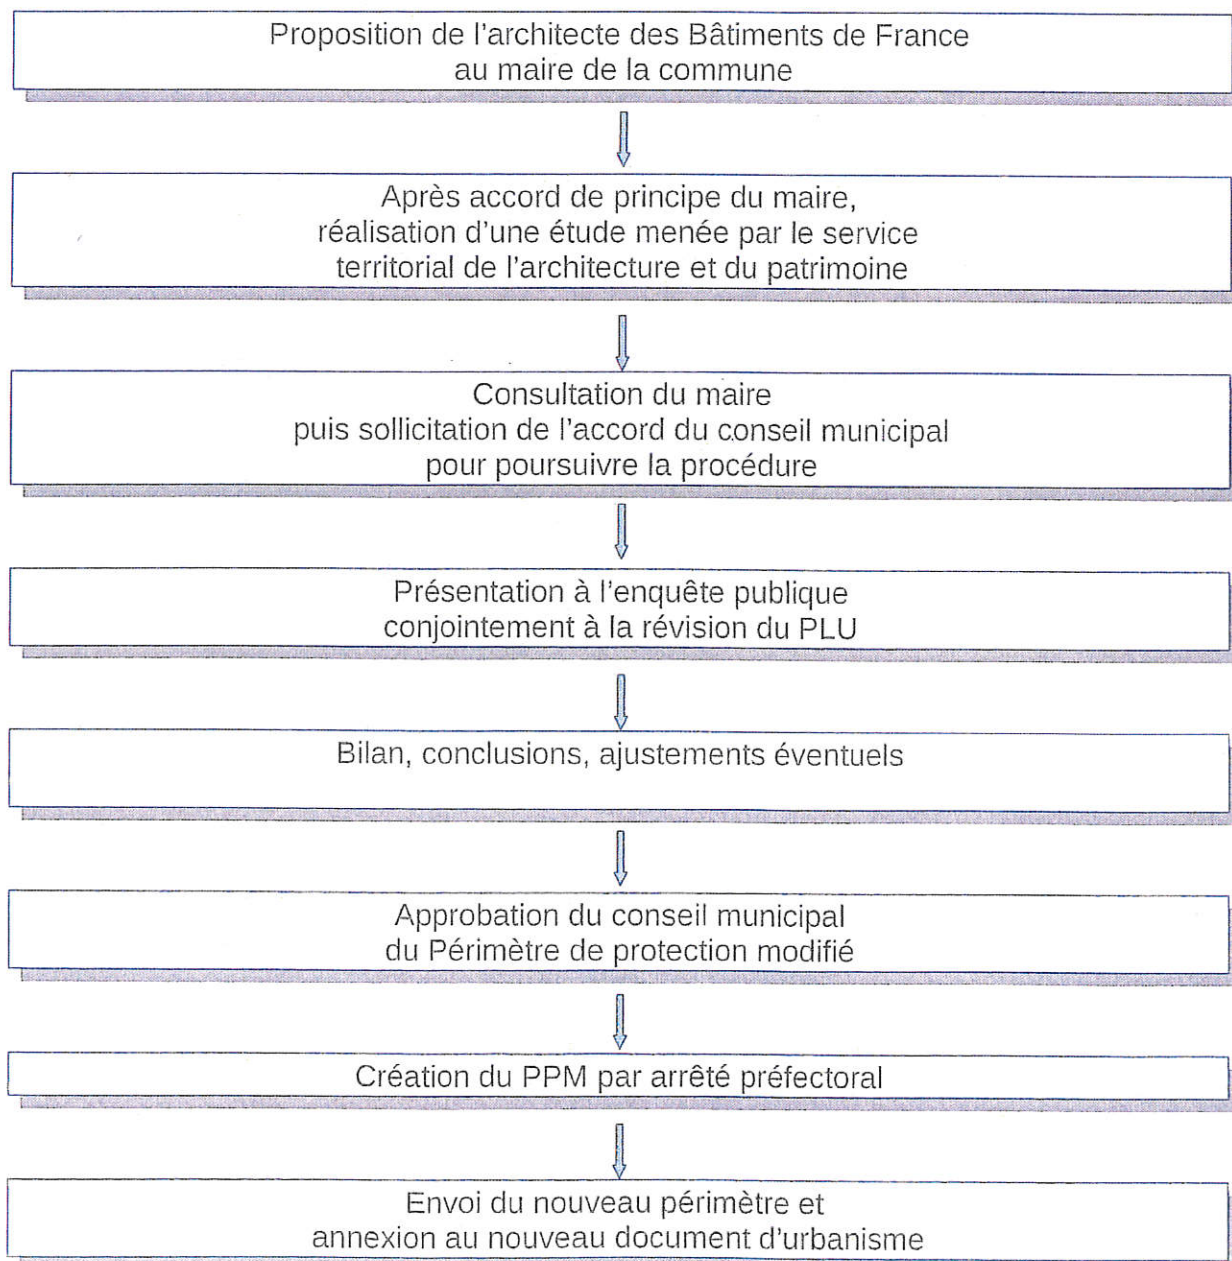 Proposition de l'architecte des Bâtiments de France
au maire de la commune
Après accord de principe du maire,
réalisation d'une étude menée par le service
territorial de l'architecture et du patrimoine
Consultation du maire
puis sollicitation de l'accord du conseil municipal
pour poursuivre la procédure
Présentation à l'enquête publique
conjointement à la révision du PLU
Bilan, conclusions, ajustements éventuels
Approbation du conseil municipal
du Périmètre de protection modifié
Création du PPM par arrêté préfectoral
Envoi du nouveau périmètre et
annexion au nouveau document d'urbanisme